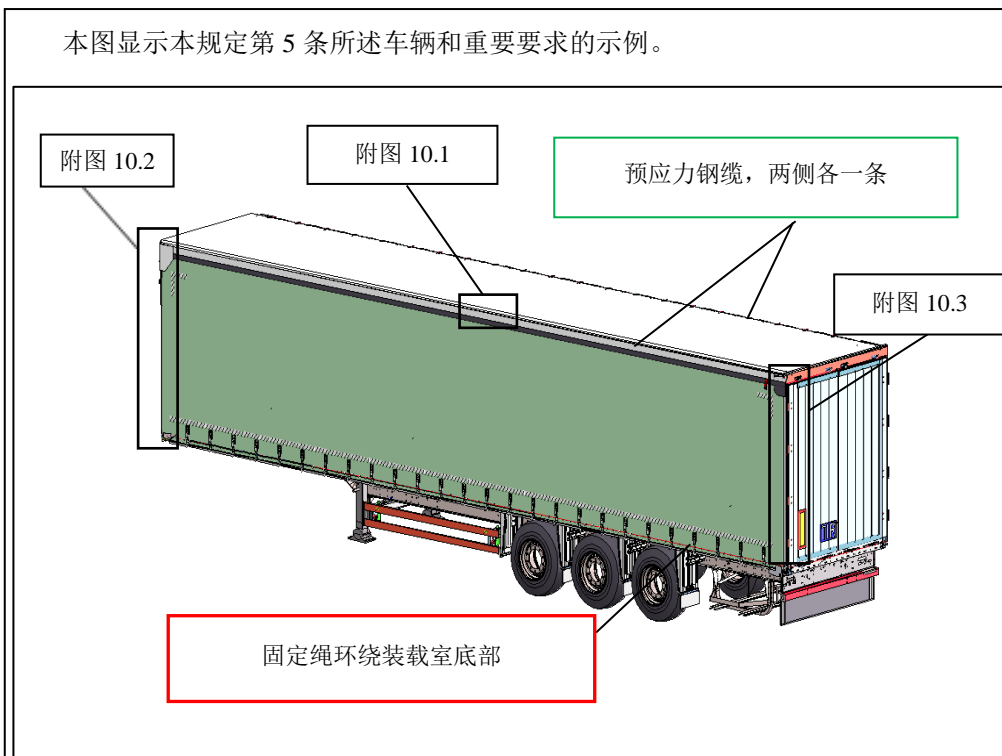 本图显示本规定第 5 条所述车辆和重要要求的示例。
附图 10.2
附图 10.1
预应力钢缆，两侧各一条
附图 10.3
固定绳环绕装载室底部